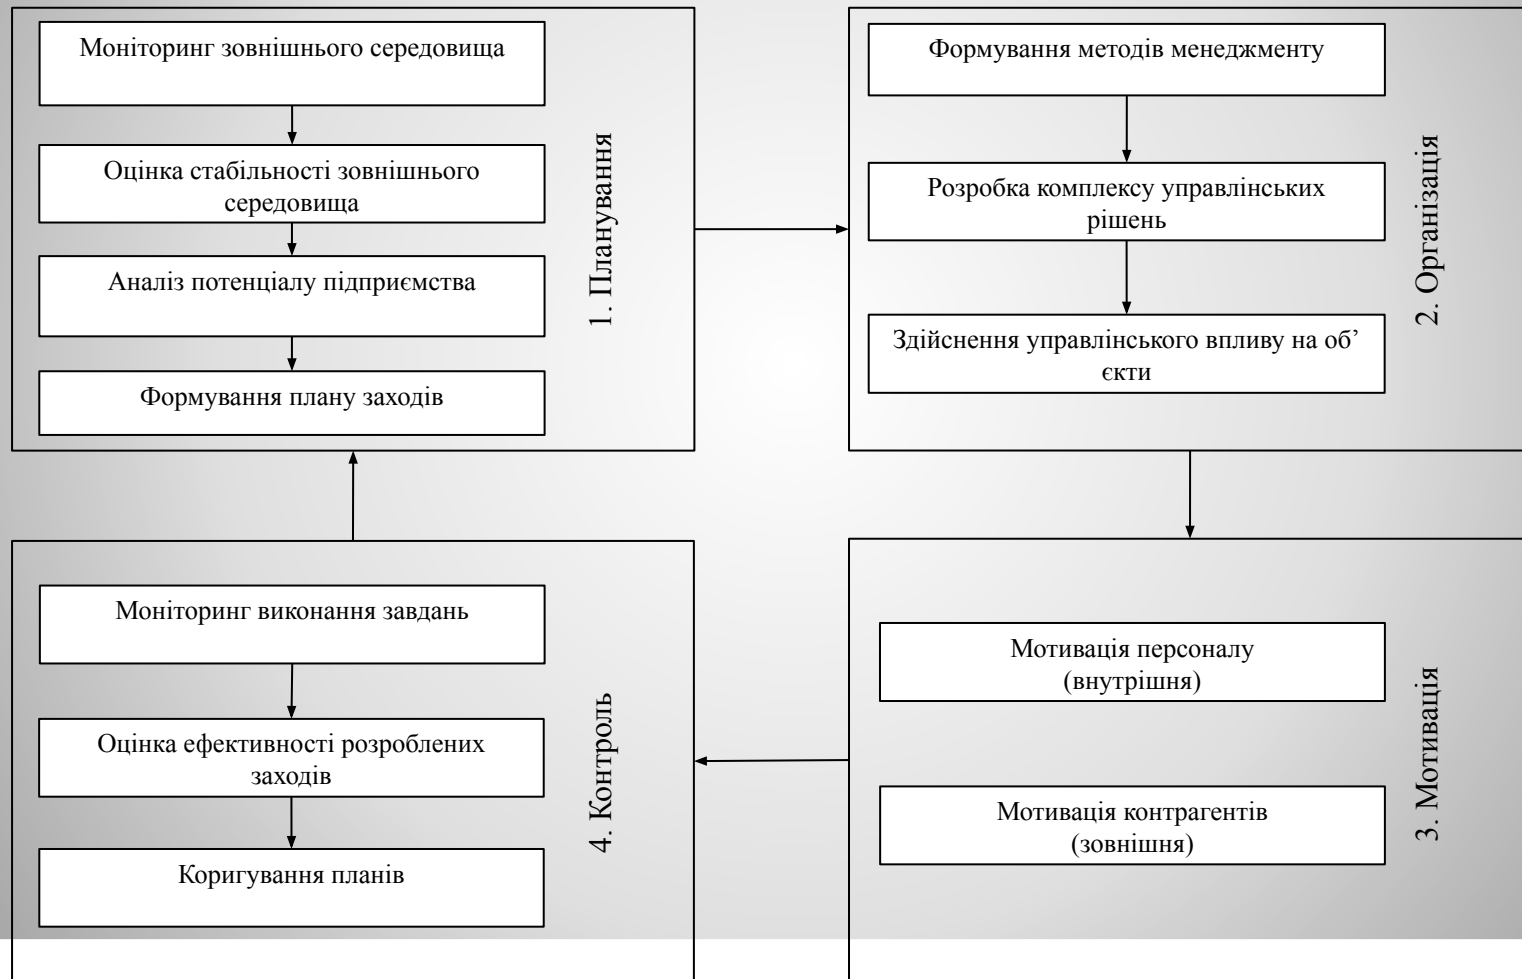 Моніторинг зовнішнього середовища
Оцінка стабільності зовнішнього
середовища
Аналіз потенціалу підприємства
Формування плану заходів
1. Планування
Формування методів менеджменту
Розробка комплексу управлінських
рішень
Здійснення управлінського впливу на об’
єкти
2. Організація
Мотивація персоналу
(внутрішня)
Мотивація контрагентів
(зовнішня)
3. Мотивація
Моніторинг виконання завдань
Оцінка ефективності розроблених
заходів
Коригування планів
4. Контроль